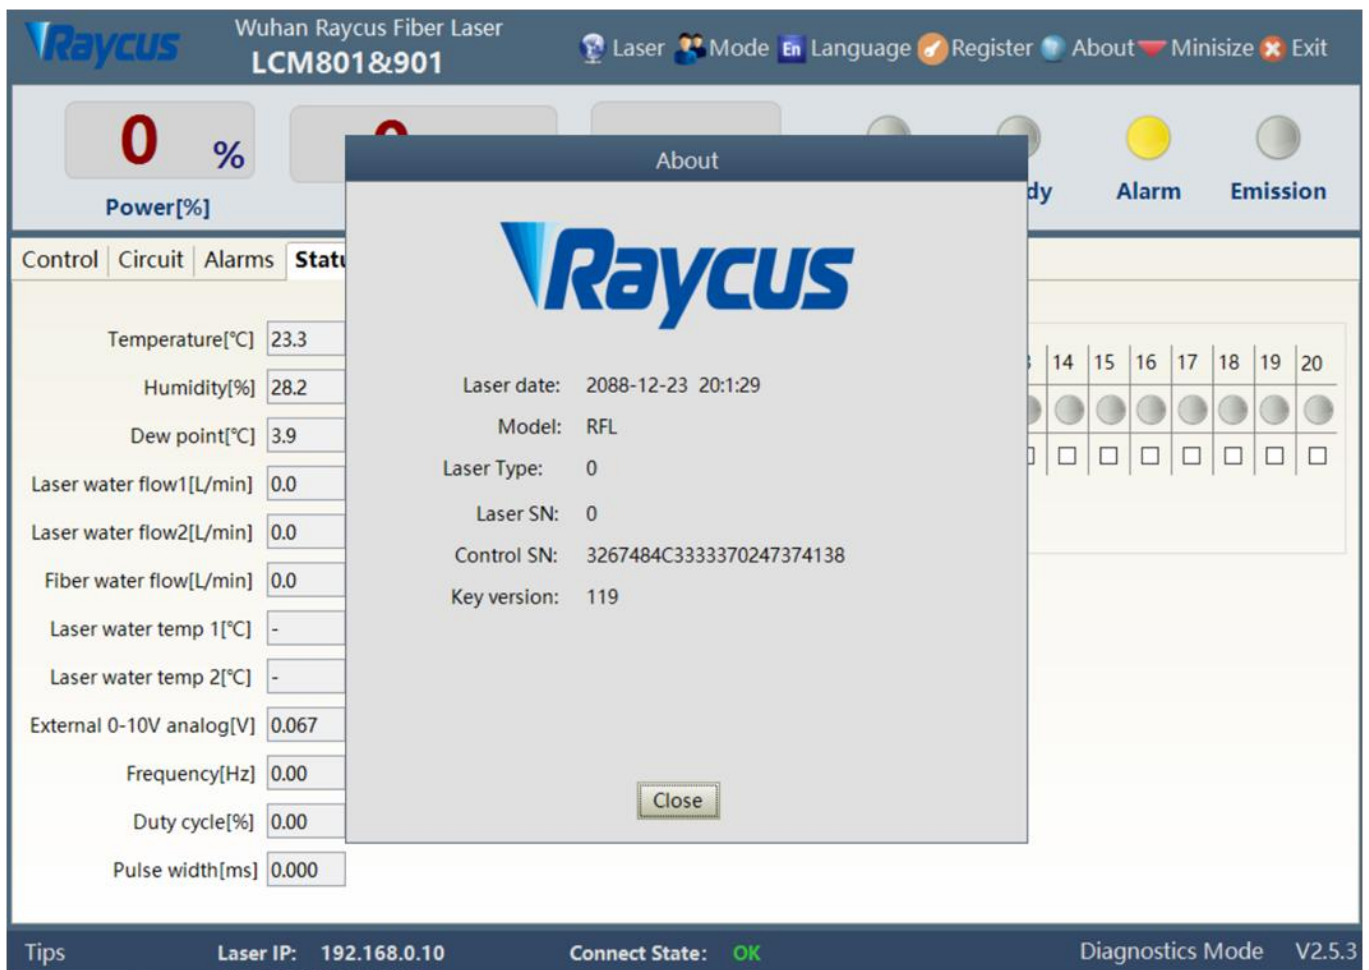 Raycus
Wuhan Raycus Fiber Laser
LCM801&901
Laser Mode En Language Register About Minisize Exit
0 %
Power[%]
Alarm
Emission
Control Circuit Alarms
About
Raycus
Laser date: 2088-12-23 20:1:29
Model: RFL
Laser Type: 0
Laser SN: 0
Control SN: 3267484C3333370247374138
Key version: 119
Close
Temperature[°C] 23.3
Humidity[%] 28.2
Dew point[°C] 3.9
Laser water flow1[L/min] 0.0
Laser water flow2[L/min] 0.0
Fiber water flow[L/min] 0.0
Laser water temp 1[°C] -
Laser water temp 2[°C] -
External 0-10V analog[V] 0.067
Frequency[Hz] 0.00
Duty cycle[%] 0.00
Pulse width[ms] 0.000
14 15 16 17 18 19 20
Tips Laser IP: 192.168.0.10 Connect State: OK Diagnostics Mode V2.5.3